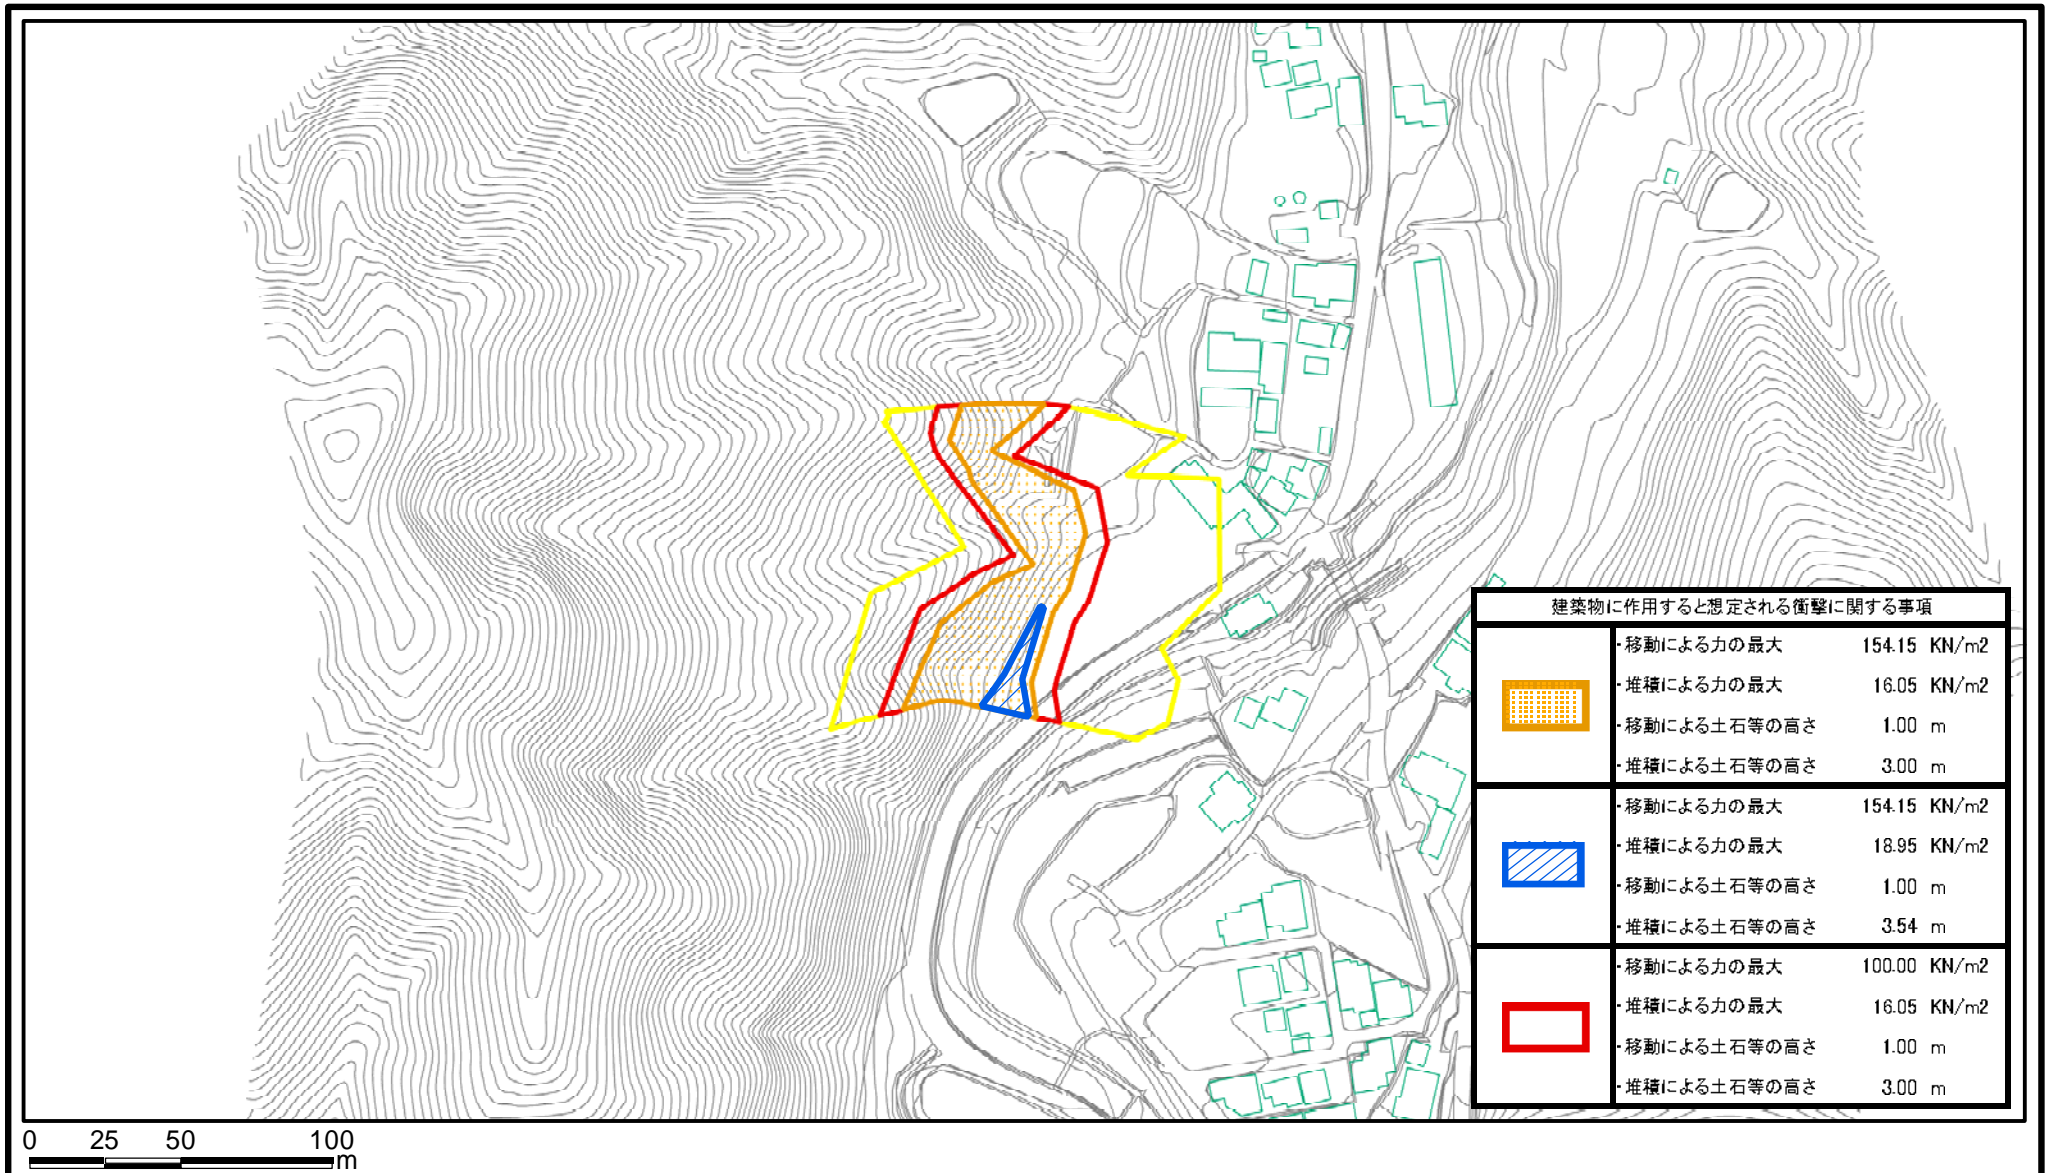 建築物に作用すると想定される衝撃に関する事項
・移動による力の最大 154.15 KN/m2
・堆積による力の最大 16.05 KN/m2
・移動による土石等の高さ 1.00 m
・堆積による土石等の高さ 3.00 m
・移動による力の最大 154.15 KN/m2
・堆積による力の最大 18.95 KN/m2
・移動による土石等の高さ 1.00 m
・堆積による土石等の高さ 3.54 m
・移動による力の最大 100.00 KN/m2
・堆積による力の最大 16.05 KN/m2
・移動による土石等の高さ 1.00 m
・堆積による土石等の高さ 3.00 m
0 25 50 100
m